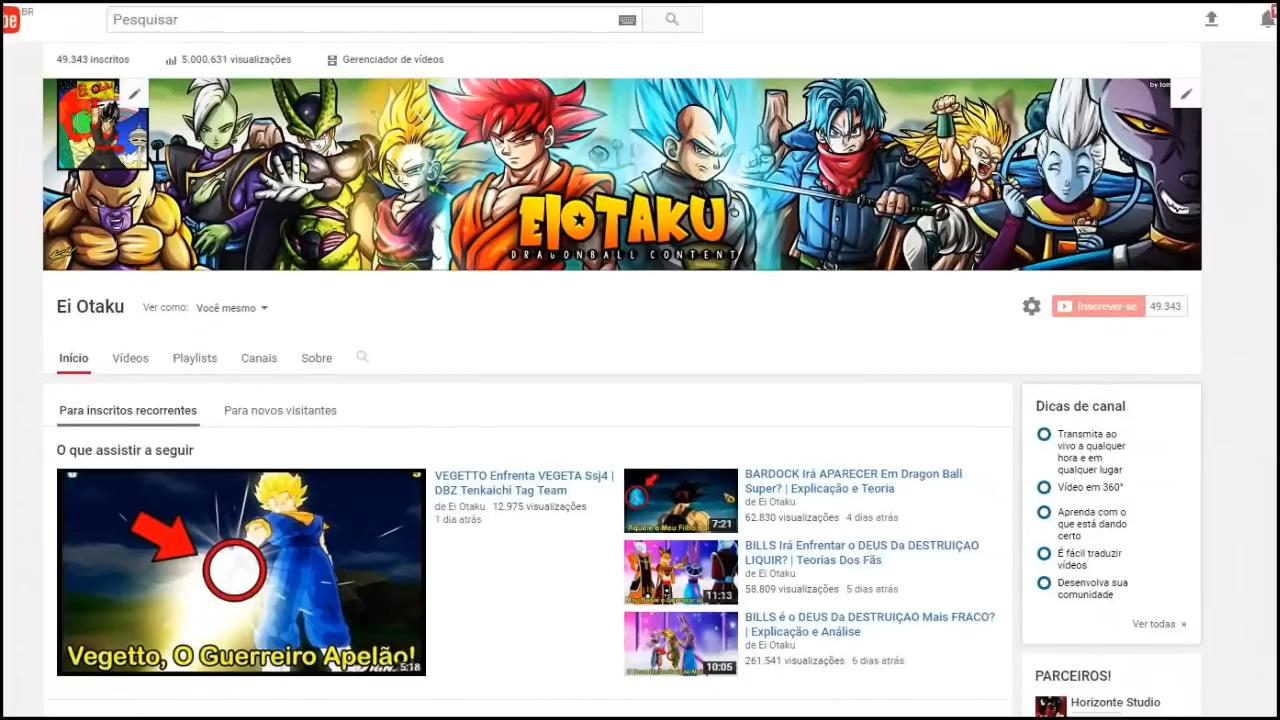 be BR
Pesquisar
49.343 inscritos
5.000.631 visualizações
Gerenciador de vídeos
Ei Otaku
EIOTAKU
DRAGONBALL CONTENT
Ei Otaku
Ver como: Você mesmo
Inscrever-se 49.343
Início
Vídeos
Playlists
Canais
Sobre
Para inscritos recorrentes
Para novos visitantes
O que assistir a seguir
Vegetto, O Guerreiro Apelão!
5:18
VEGETTO Enfrenta VEGETA Ssj4 |
DBZ Tenkaichi Tag Team
de Ei Otaku 12.975 visualizações
1 dia atrás
7:21
BARDOCK Irá APARECER Em Dragon Ball
Super? | Explicação e Teoria
de Ei Otaku
62.830 visualizações 4 dias atrás
11:13
BILLS Irá Enfrentar o DEUS Da DESTRUIÇAO
LIQUIR? | Teorias Dos Fãs
de Ei Otaku
58.809 visualizações 5 dias atrás
10:05
BILLS é o DEUS Da DESTRUIÇAO Mais FRACO?
| Explicação e Análise
de Ei Otaku
261.541 visualizações 6 dias atrás
Dicas de canal
Transmita ao
vivo a qualquer
hora e em
qualquer lugar
Vídeo em 360°
Aprenda com o
que está dando
certo
É fácil traduzir
vídeos
Desenvolva sua
comunidade
Ver todas »
PARCEIROS!
Horizonte Studio